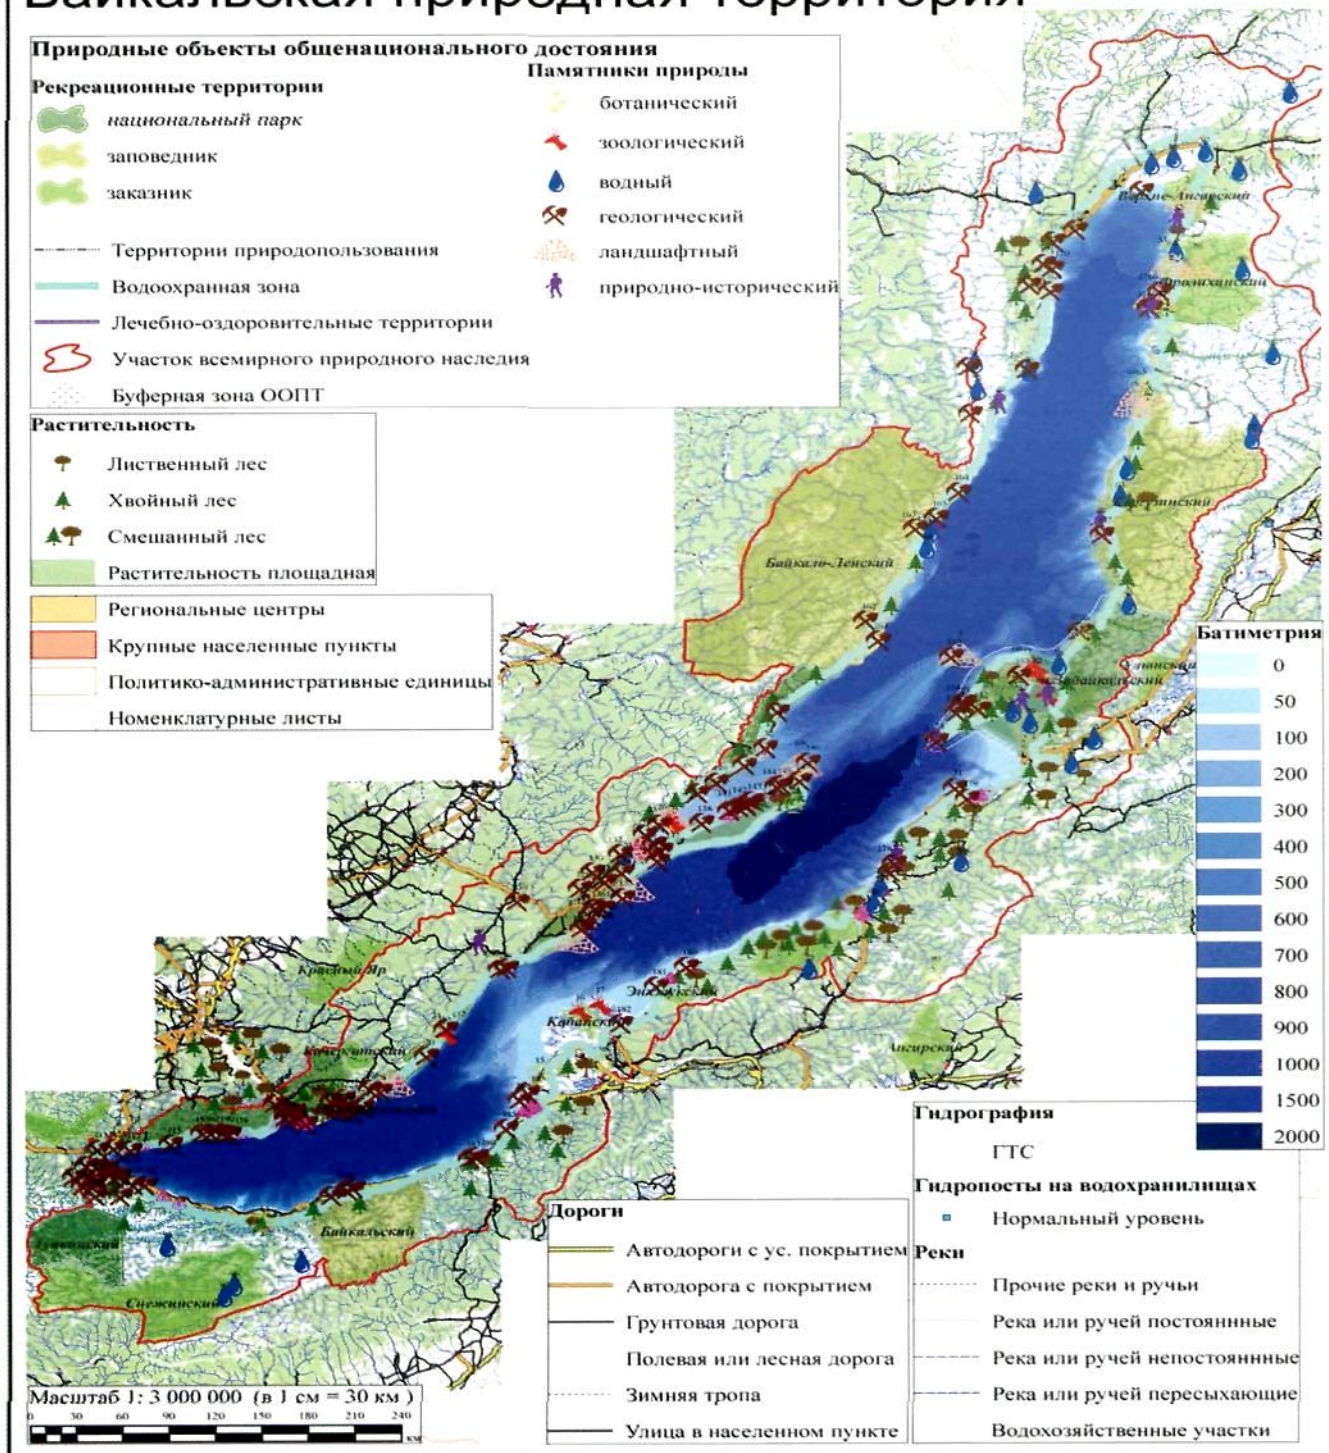 Байкальская природная территория
Природные объекты общенационального достояния
Рекреационные территории
национальный парк
заповедник
заказник
Территории природопользования
Водоохранная зона
Лечебно-оздоровительные территории
Участок всемирного природного наследия
Буферная зона ООПТ
Памятники природы
ботанический
зоологический
водный
геологический
ландшафтный
природно-исторический
Растительность
Лиственный лес
Хвойный лес
Смешанный лес
Растительность площадная
Региональные центры
Крупные населенные пункты
Политико-административные единицы
Номенклатурные листы
Верхне-Ангарский
Байкало-Ленский
Красный Яр
Энхалукский
Кабанский
Ангирский
Байкальский
Снежинский
Батиметрия
0
50
100
200
300
400
500
600
700
800
900
1000
1500
2000
Гидрография
ГТС
Гидропосты на водохранилищах
Нормальный уровень
Реки
Прочие реки и ручьи
Река или ручей постояннные
Река или ручей непостояннные
Река или ручей пересыхающие
Водохозяйственные участки
Дороги
Автодороги с ус. покрытием
Автодорога с покрытием
Грунтовая дорога
Полевая или лесная дорога
Зимняя тропа
Улица в населенном пункте
Масштаб 1: 3 000 000 (в 1 см = 30 км )
0 30 60 90 120 150 180 210 240
км